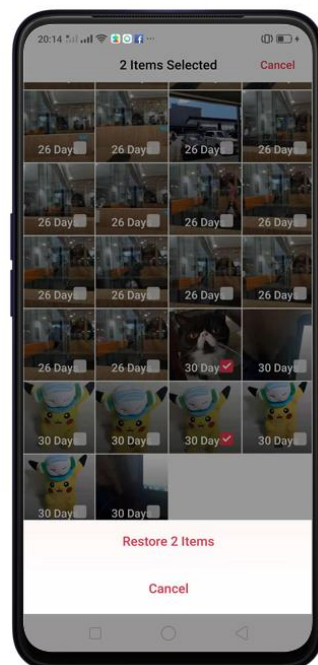 20:14
2 Items Selected Cancel
26 Days 26 Days 26 Days 26 Days
26 Days 26 Days 26 Days 26 Days
26 Days 26 Days 26 Days 26 Days
26 Days 26 Days 30 Day 30 Days
30 Days 30 Days 30 Day 30 Days
30 Days 30 Days
Restore 2 Items
Cancel